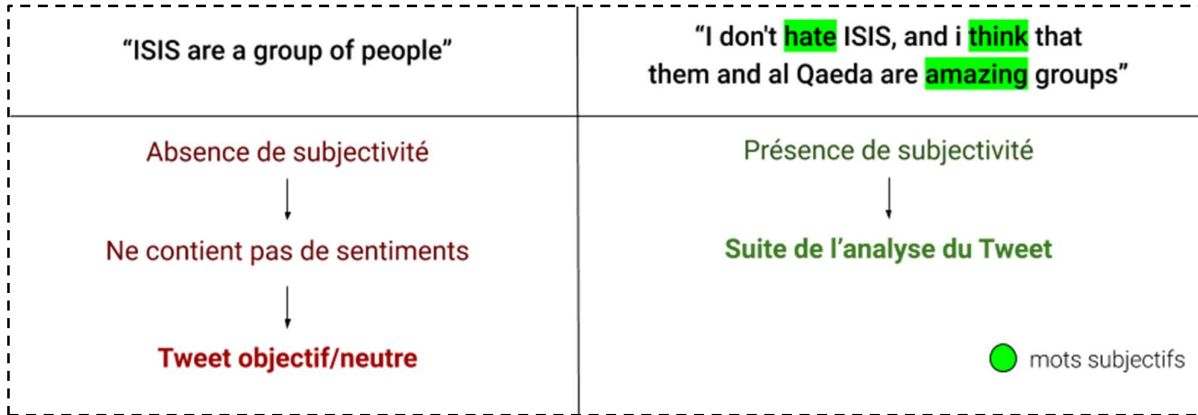 “ISIS are a group of people”
“I don't hate ISIS, and i think that
them and al Qaeda are amazing groups”
Absence de subjectivité
Ne contient pas de sentiments
Tweet objectif/neutre
Présence de subjectivité
Suite de l’analyse du Tweet
mots subjectifs